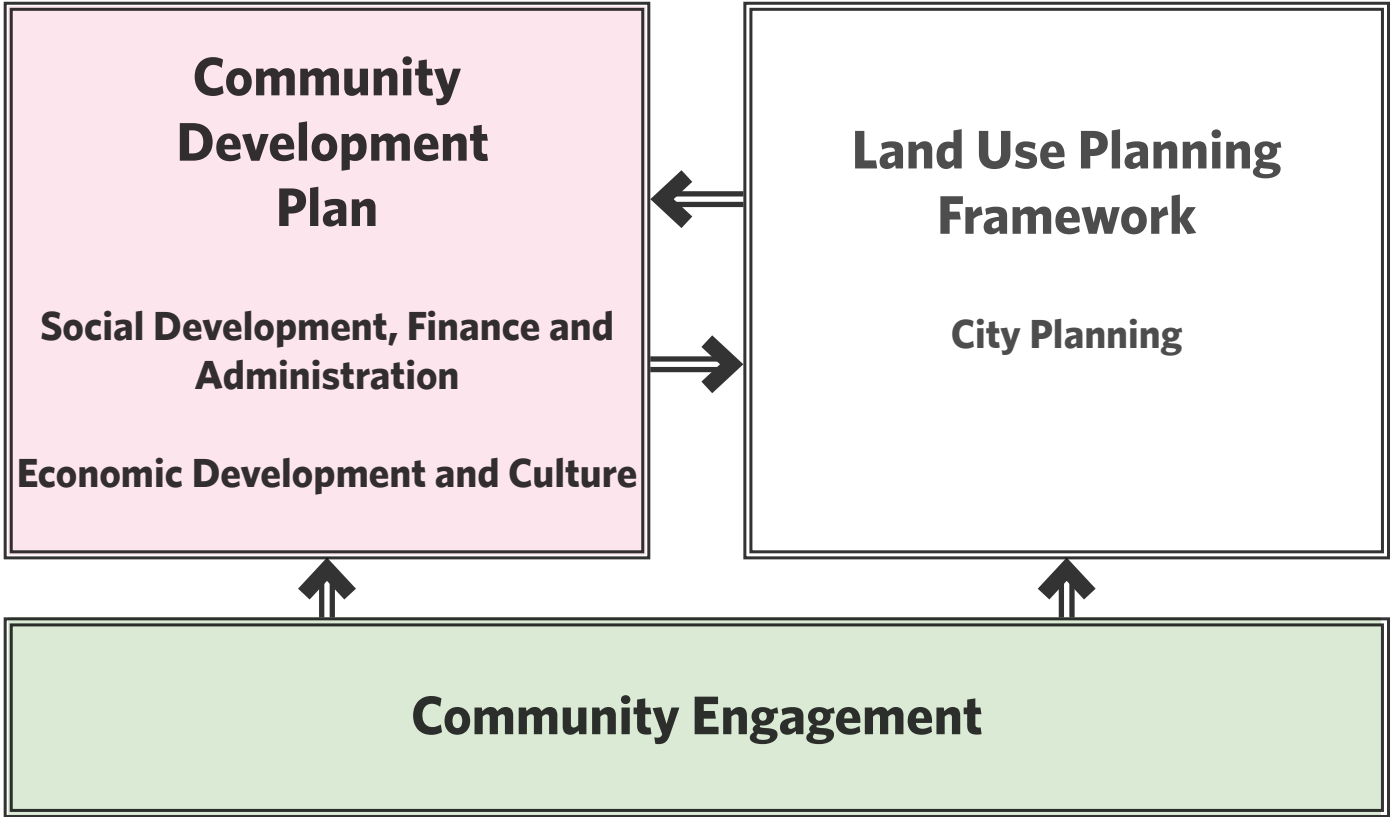 Community
Development
Plan
Social Development, Finance and
Administration
Economic Development and Culture
Land Use Planning
Framework
City Planning
Community Engagement